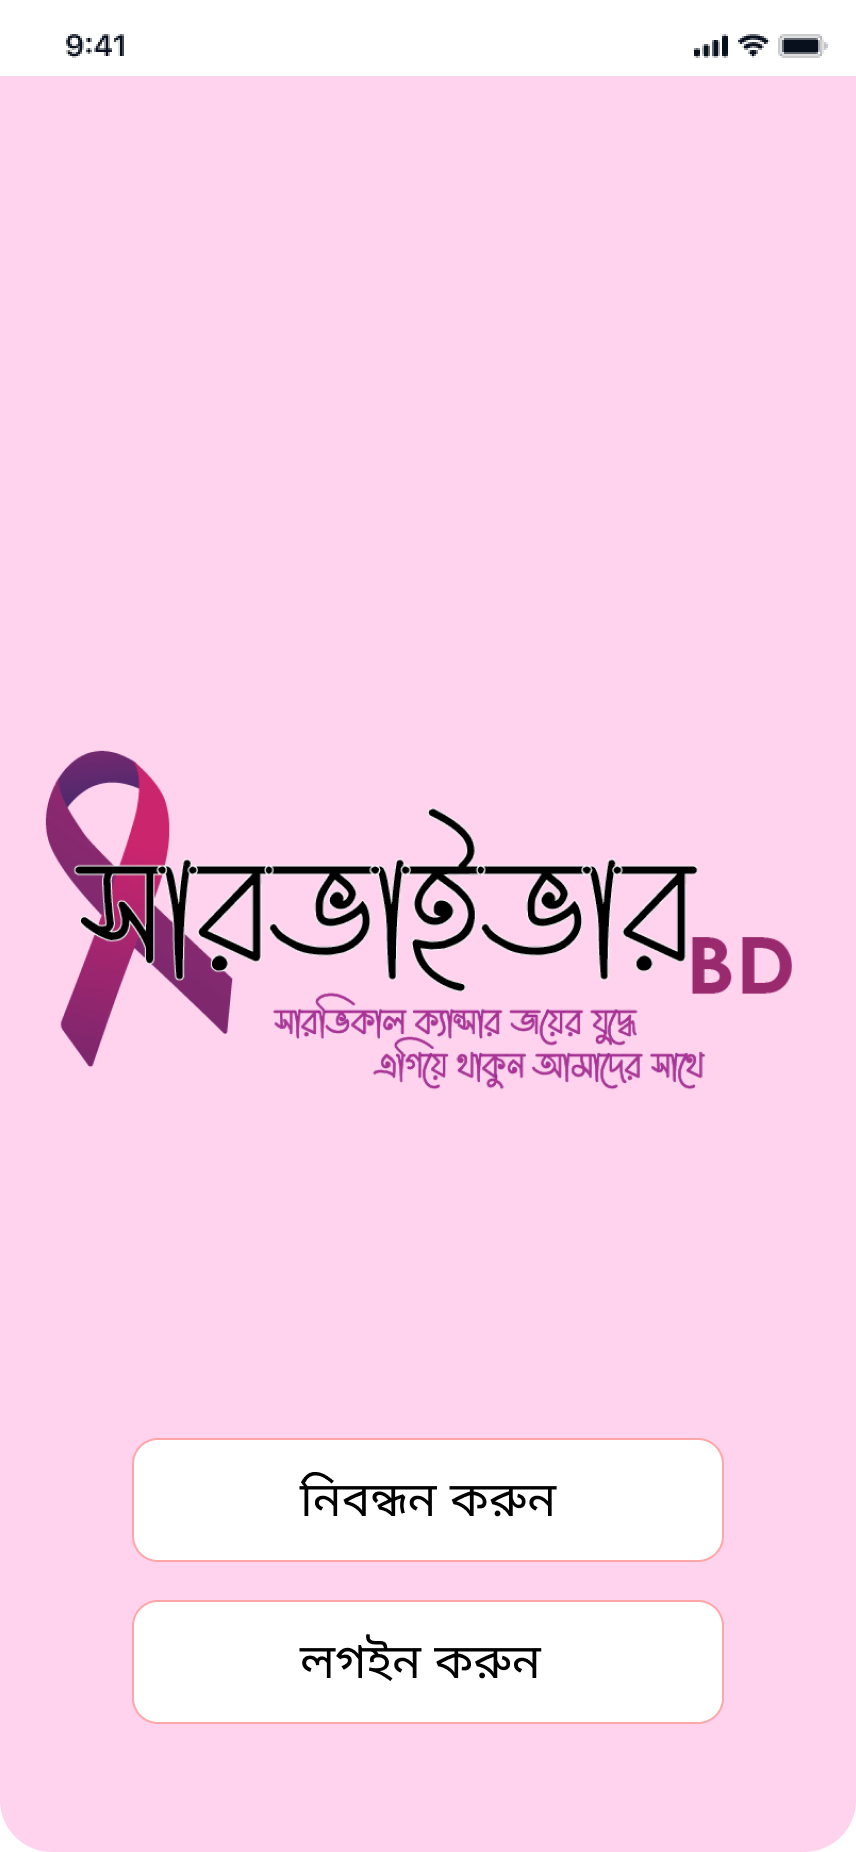 9:41
সারভাইভার
BD
সারভিকাল ক্যান্সার জয়ের যুদ্ধে
এগিয়ে থাকুন আমাদের সাথে
নিবন্ধন করুন
লগইন করুন